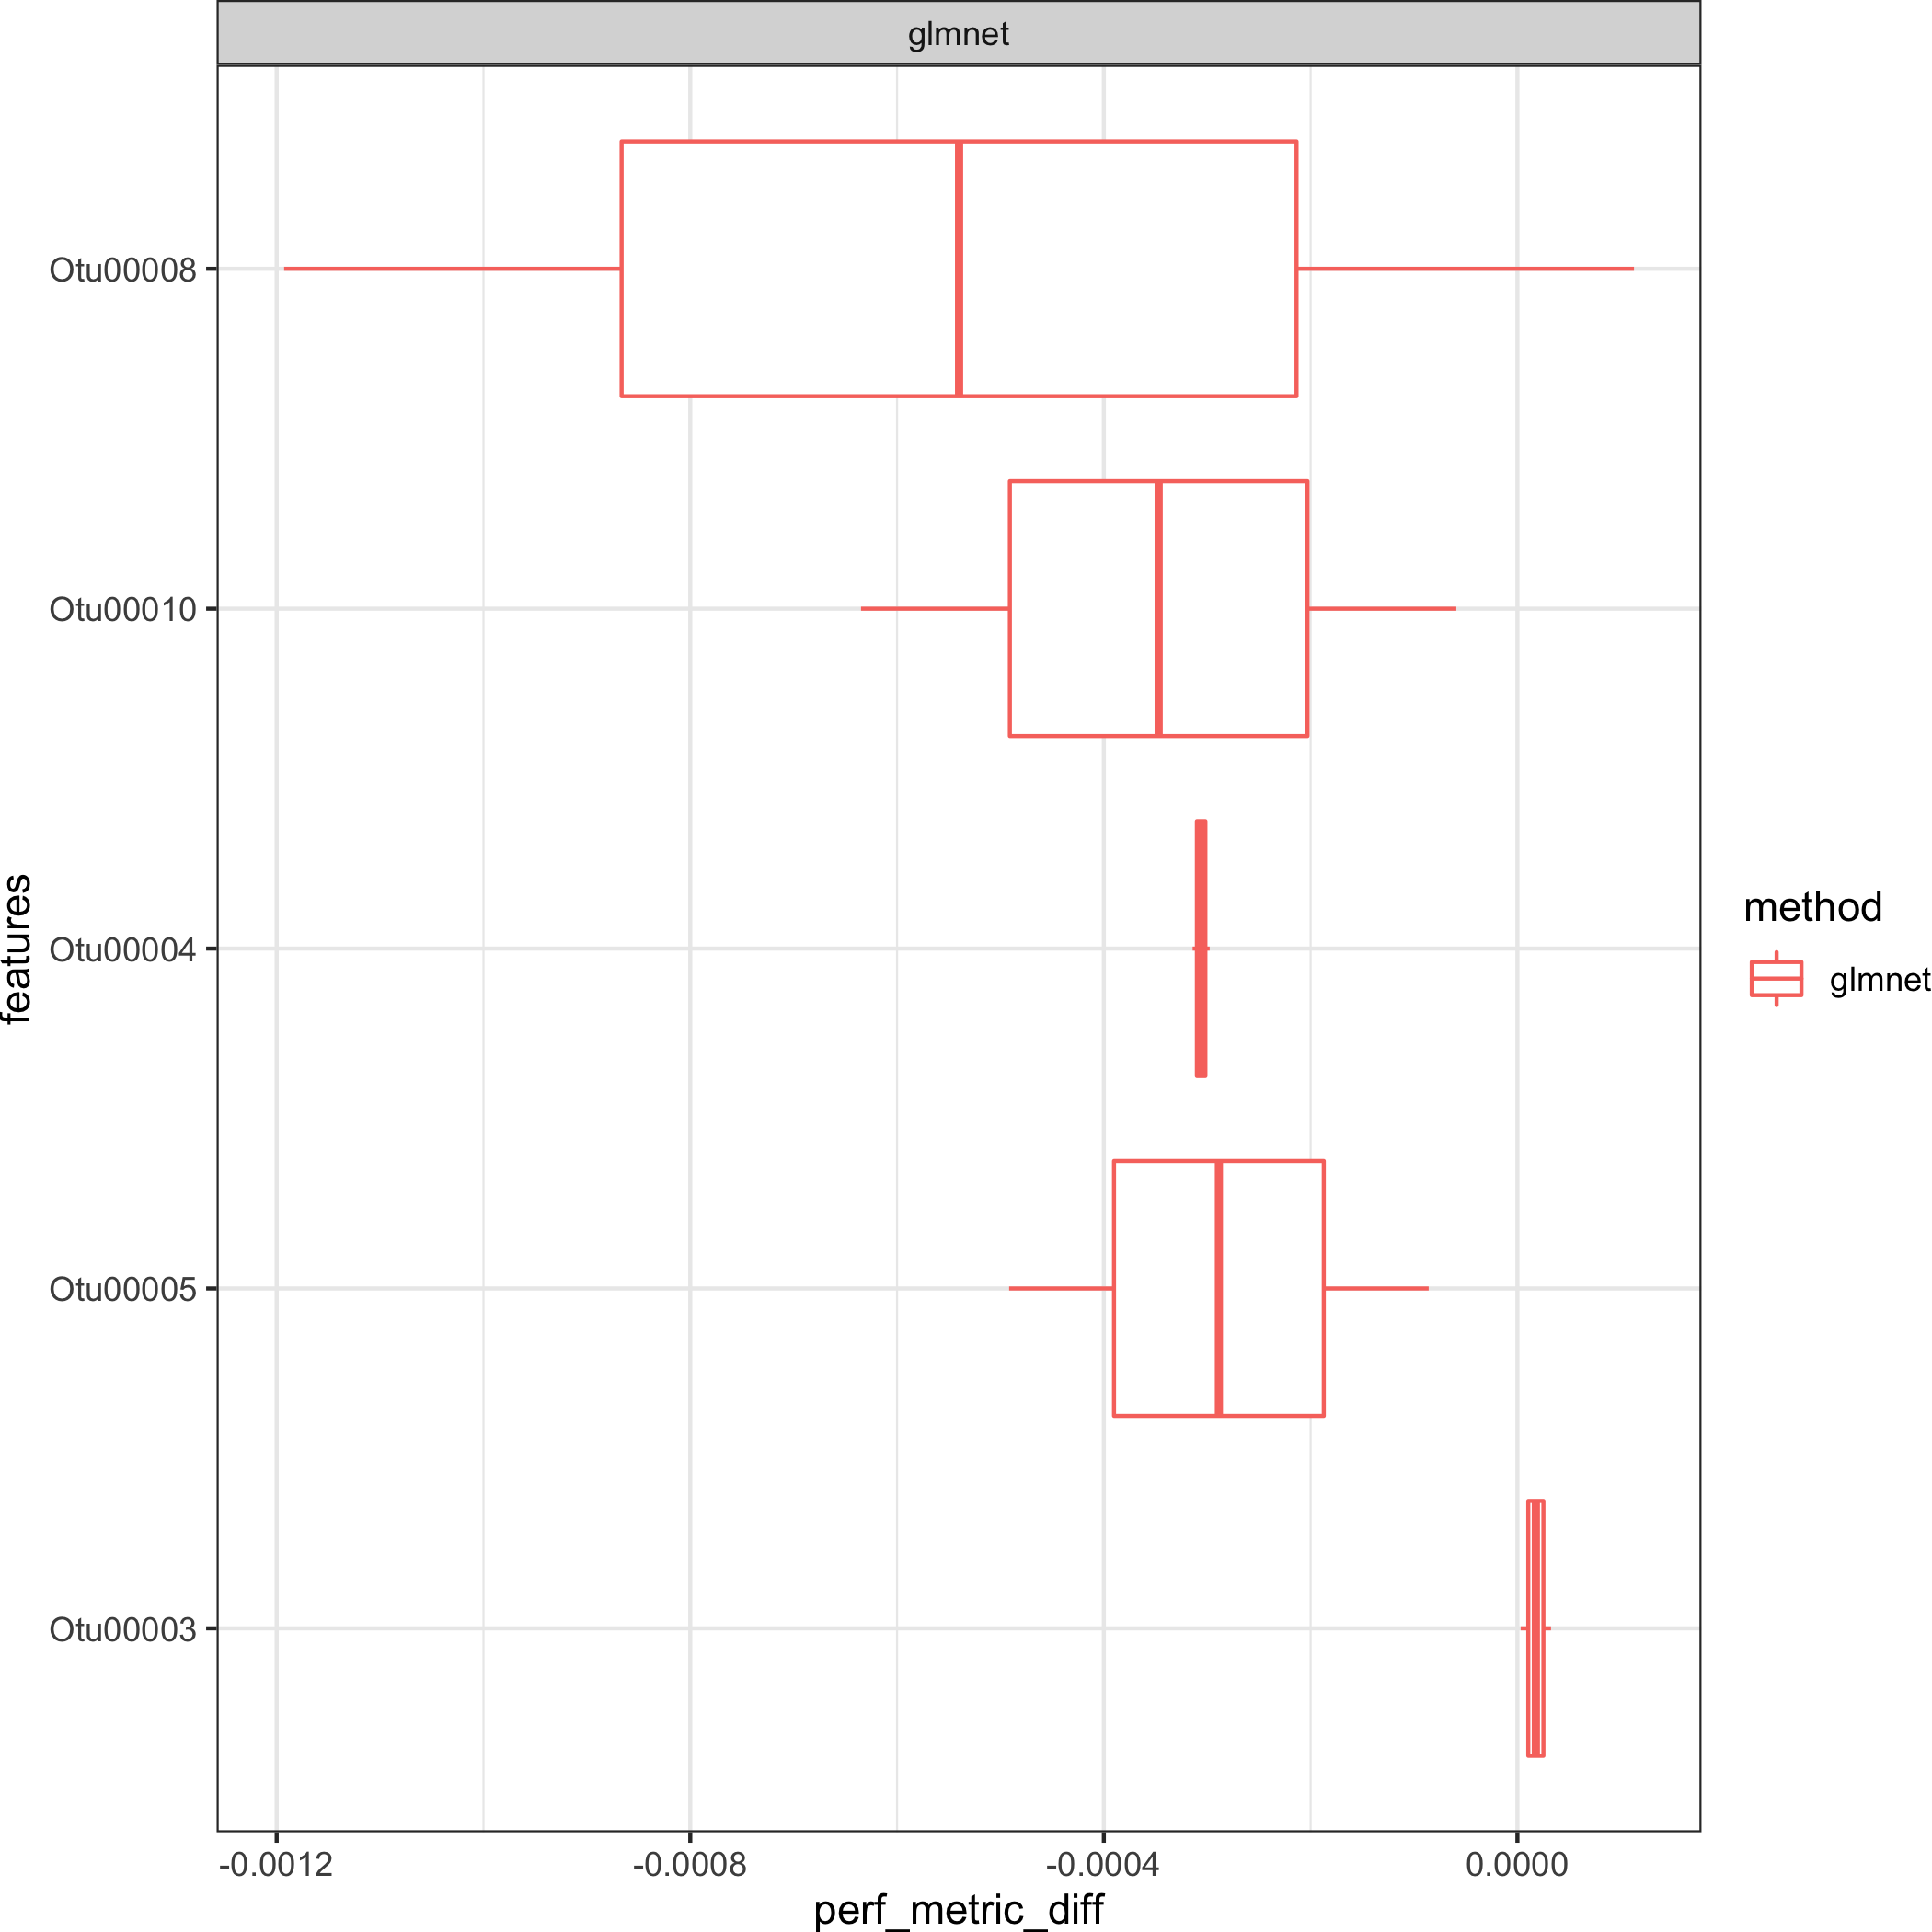 glmnet
Otu00008
Otu00010
Otu00004
Otu00005
Otu00003
features
-0.0012
-0.0008
-0.0004
0.0000
perf_metric_diff
method
glmnet